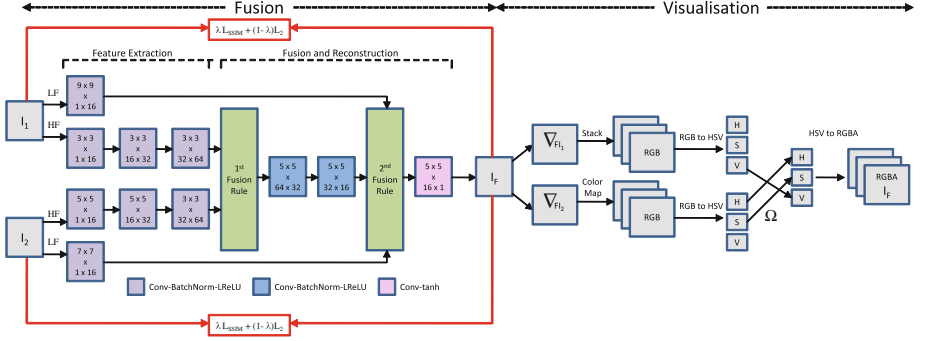 Fusion
Visualisation
λ L_SSIM + (1- λ)L_2
Feature Extraction
Fusion and Reconstruction
LF
9 x 9
x
1 x 16
I_1
HF
3 x 3
x
1 x 16
3 x 3
x
16 x 32
3 x 3
x
32 x 64
1st
Fusion
Rule
5 x 5
x
64 x 32
5 x 5
x
32 x 16
2nd
Fusion
Rule
5 x 5
x
16 x 1
I_F
HF
5 x 5
x
1 x 16
5 x 5
x
16 x 32
3 x 3
x
32 x 64
I_2
LF
7 x 7
x
1 x 16
Conv-BatchNorm-LReLU
Conv-BatchNorm-LReLU
Conv-tanh
λ L_SSIM + (1- λ)L_2
∇_FI_1
Stack
RGB
RGB to HSV
H
S
V
∇_FI_2
Color
Map
RGB
RGB to HSV
H
S
V
Ω
HSV to RGBA
H
S
V
RGBA
I_F